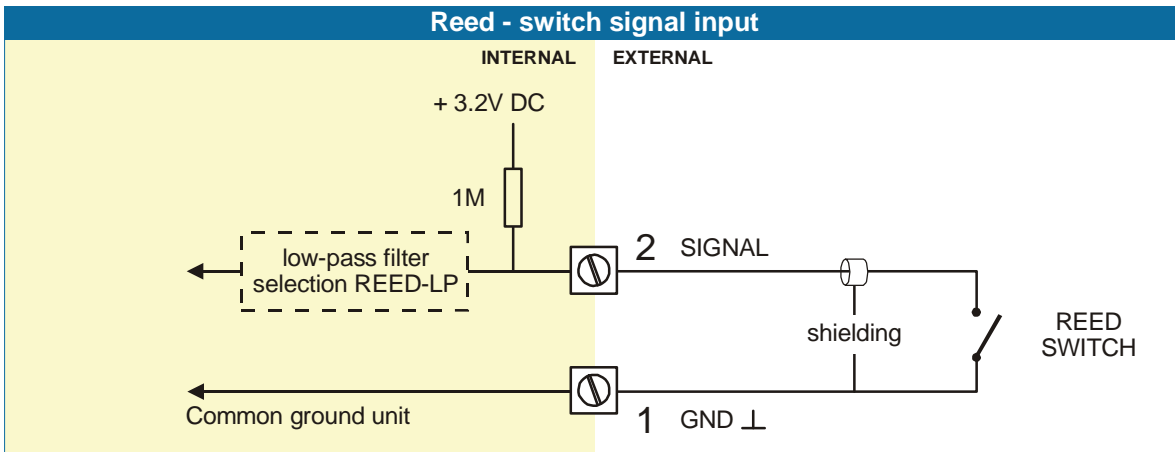 Reed - switch signal input
INTERNAL EXTERNAL
+ 3.2V DC
1M
low-pass filter
selection REED-LP
2 SIGNAL
shielding
REED
SWITCH
Common ground unit
1 GND ⊥